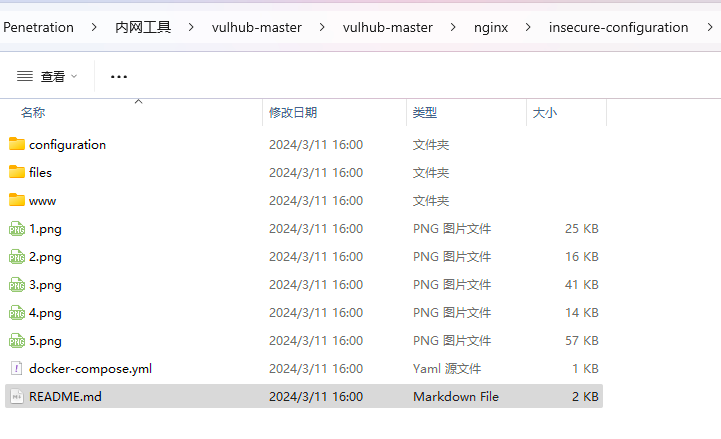 Penetration > 内网工具 > vulhub-master > vulhub-master > nginx > insecure-configuration >
查看 ...
名称 修改日期 类型 大小
configuration 2024/3/11 16:00 文件夹
files 2024/3/11 16:00 文件夹
www 2024/3/11 16:00 文件夹
1.png 2024/3/11 16:00 PNG 图片文件 25 KB
2.png 2024/3/11 16:00 PNG 图片文件 16 KB
3.png 2024/3/11 16:00 PNG 图片文件 41 KB
4.png 2024/3/11 16:00 PNG 图片文件 14 KB
5.png 2024/3/11 16:00 PNG 图片文件 57 KB
docker-compose.yml 2024/3/11 16:00 Yaml 源文件 1 KB
README.md 2024/3/11 16:00 Markdown File 2 KB